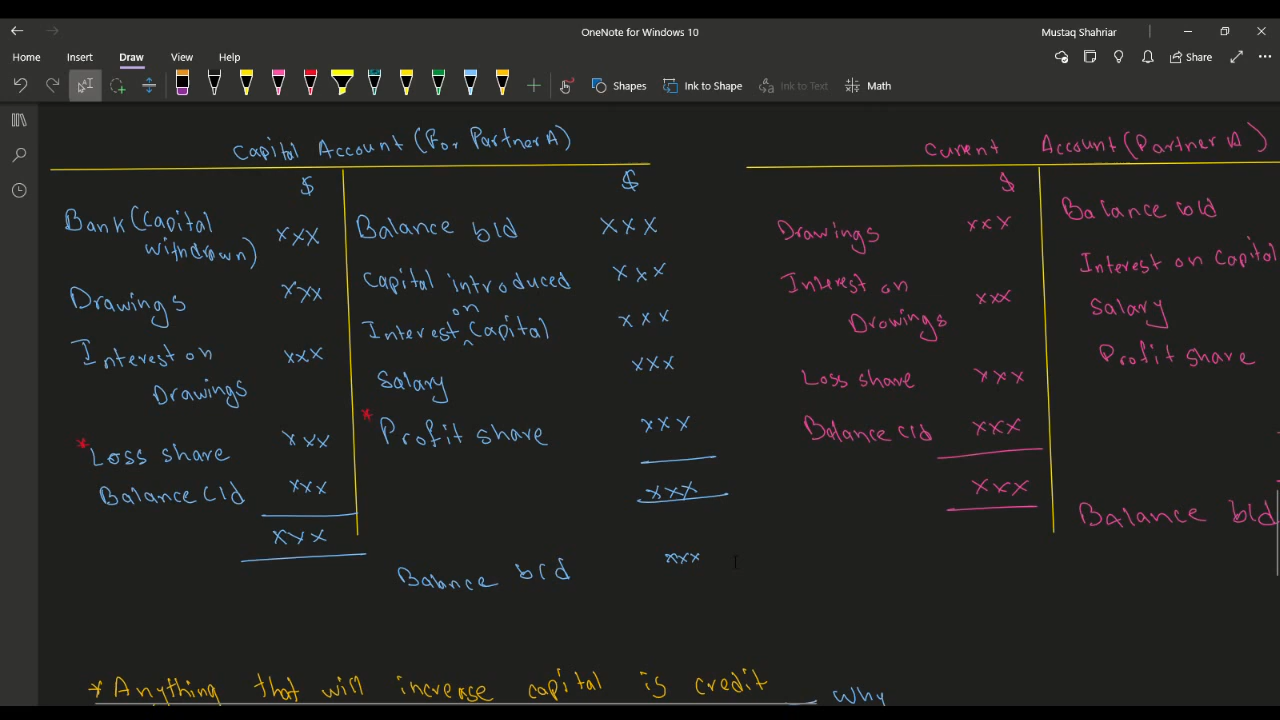 OneNote for Windows 10
Mustaq Shahriar
Home
Insert
Draw
View
Help
Share
Shapes
Ink to Shape
Ink to Text
Math
Capital Account (For Partner A)
$
$
Bank (Capital
withdrawn)
xxx
Balance b/d
xxx
Drawings
xxx
Capital introduced
xxx
Interest on
Drawings
xxx
Interest on Capital
xxx
Salary
xxx
* Loss share
xxx
* Profit share
xxx
Balance c/d
xxx
xxx
xxx
Balance b/d
xxx
Current Account (Partner A)
$
Drawings
xxx
Balance b/d
Interest on
Drawings
xxx
Interest on Capital
Salary
Loss share
xxx
Profit share
Balance c/d
xxx
xxx
Balance b/d
* Anything that will increase capital is credit
Why